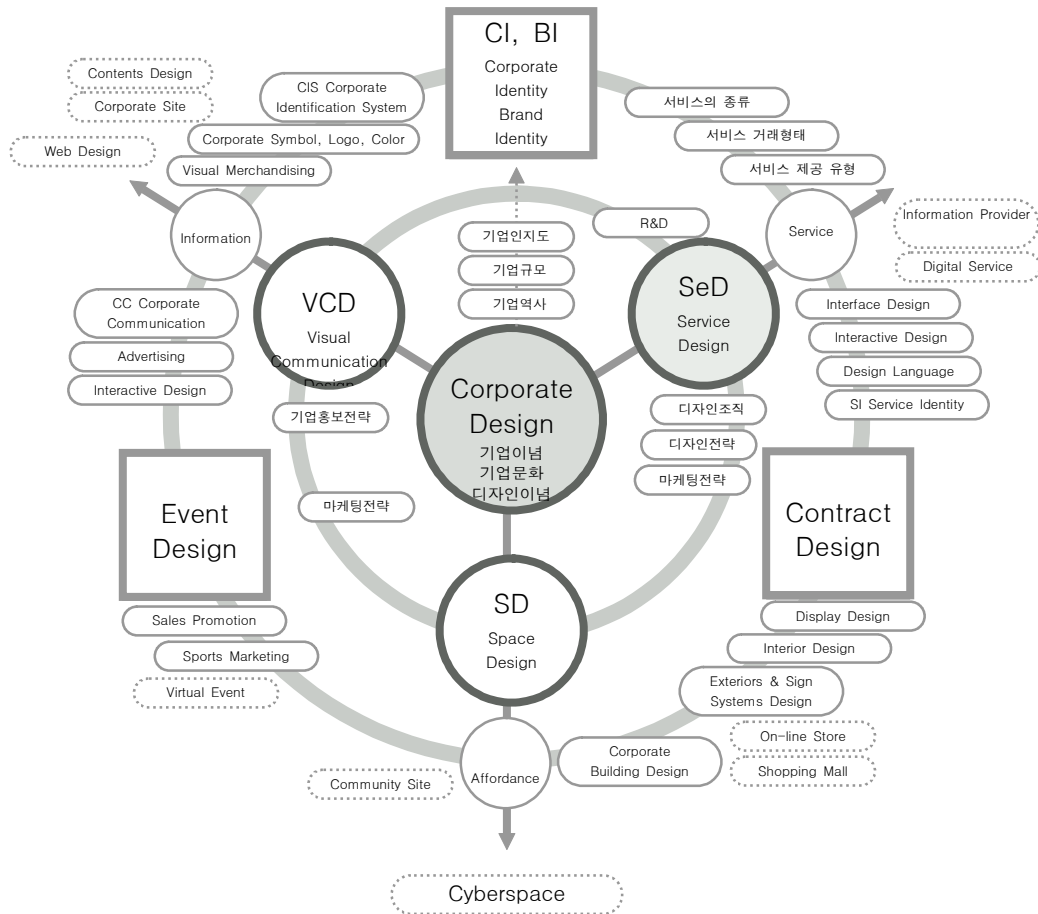 CI, BI
Corporate
Identity
Brand
Identity
Contents Design
Corporate Site
Web Design
CIS Corporate
Identification System
Corporate Symbol, Logo, Color
Visual Merchandising
Information
서비스의 종류
서비스 거래형태
서비스 제공 유형
Service
Information Provider
Digital Service
기업인지도
기업규모
기업역사
R&D
VCD
Visual
Communication
Design
SeD
Service
Design
CC Corporate
Communication
Advertising
Interactive Design
Interface Design
Interactive Design
Design Language
SI Service Identity
Corporate
Design
기업이념
기업문화
디자인이념
기업홍보전략
마케팅전략
디자인조직
디자인전략
마케팅전략
Event
Design
Contract
Design
SD
Space
Design
Sales Promotion
Sports Marketing
Virtual Event
Display Design
Interior Design
Exteriors & Sign
Systems Design
On-line Store
Shopping Mall
Community Site
Affordance
Corporate
Building Design
Cyberspace